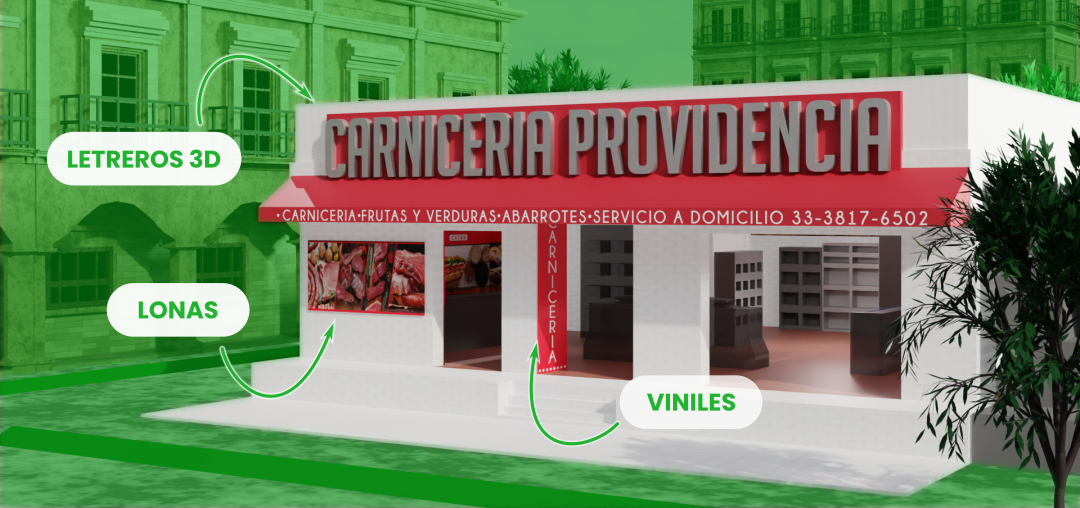 CARNICERIA PROVIDENCIA
LETREROS 3D
•CARNICERIA•FRUTAS Y VERDURAS•ABARROTES•SERVICIO A DOMICILIO 33-3817-6502
CARNICERIA
LONAS
VINILES